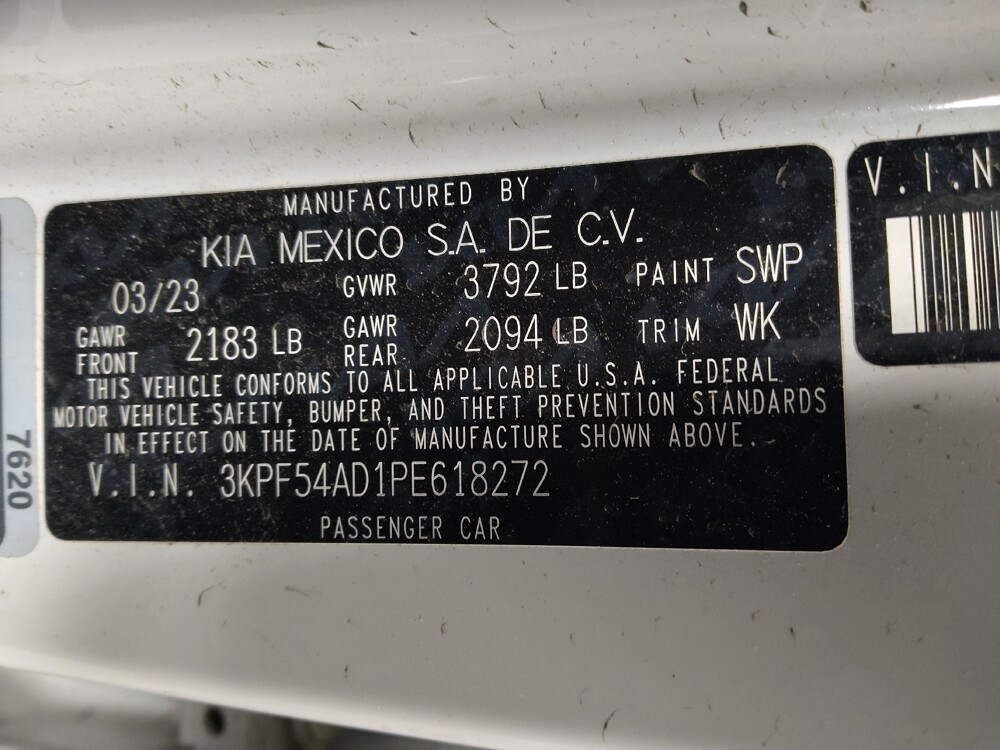 MANUFACTURED BY
KIA MEXICO S.A. DE C.V.
03/23 GVWR 3792 LB PAINT SWP
GAWR FRONT 2183 LB GAWR REAR 2094 LB TRIM WK
THIS VEHICLE CONFORMS TO ALL APPLICABLE U.S.A. FEDERAL
MOTOR VEHICLE SAFETY, BUMPER, AND THEFT PREVENTION STANDARDS
IN EFFECT ON THE DATE OF MANUFACTURE SHOWN ABOVE.
V.I.N. 3KPF54AD1PE618272
PASSENGER CAR
V.I.N
7620